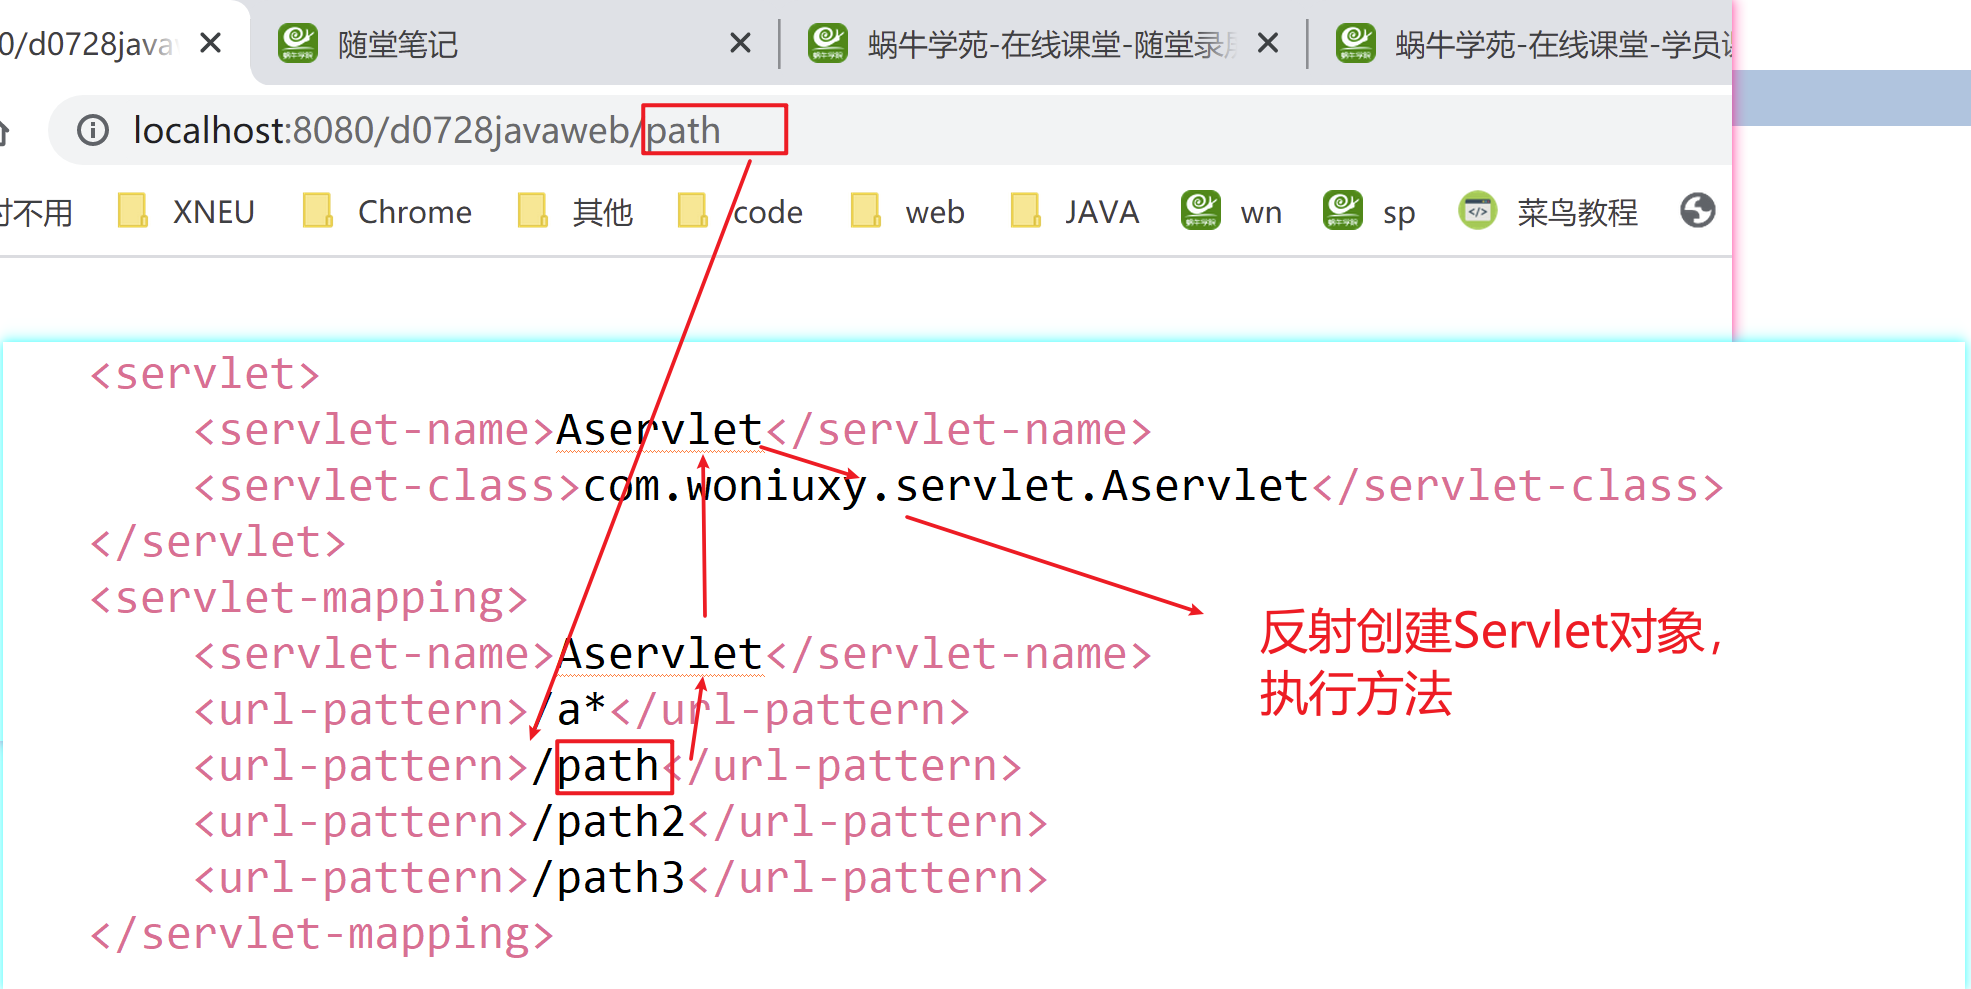 0/d0728java
随堂笔记
蜗牛学苑-在线课堂-随堂录
蜗牛学苑-在线课堂-学员
localhost:8080/d0728javaweb/path
时不用 XNEU Chrome 其他 code web JAVA wn sp 菜鸟教程
<servlet>
<servlet-name>Aservlet</servlet-name>
<servlet-class>com.woniuxy.servlet.Aservlet</servlet-class>
</servlet>
<servlet-mapping>
<servlet-name>Aservlet</servlet-name>
<url-pattern>/a*</url-pattern>
<url-pattern>/path</url-pattern>
<url-pattern>/path2</url-pattern>
<url-pattern>/path3</url-pattern>
</servlet-mapping>
反射创建Servlet对象，
执行方法